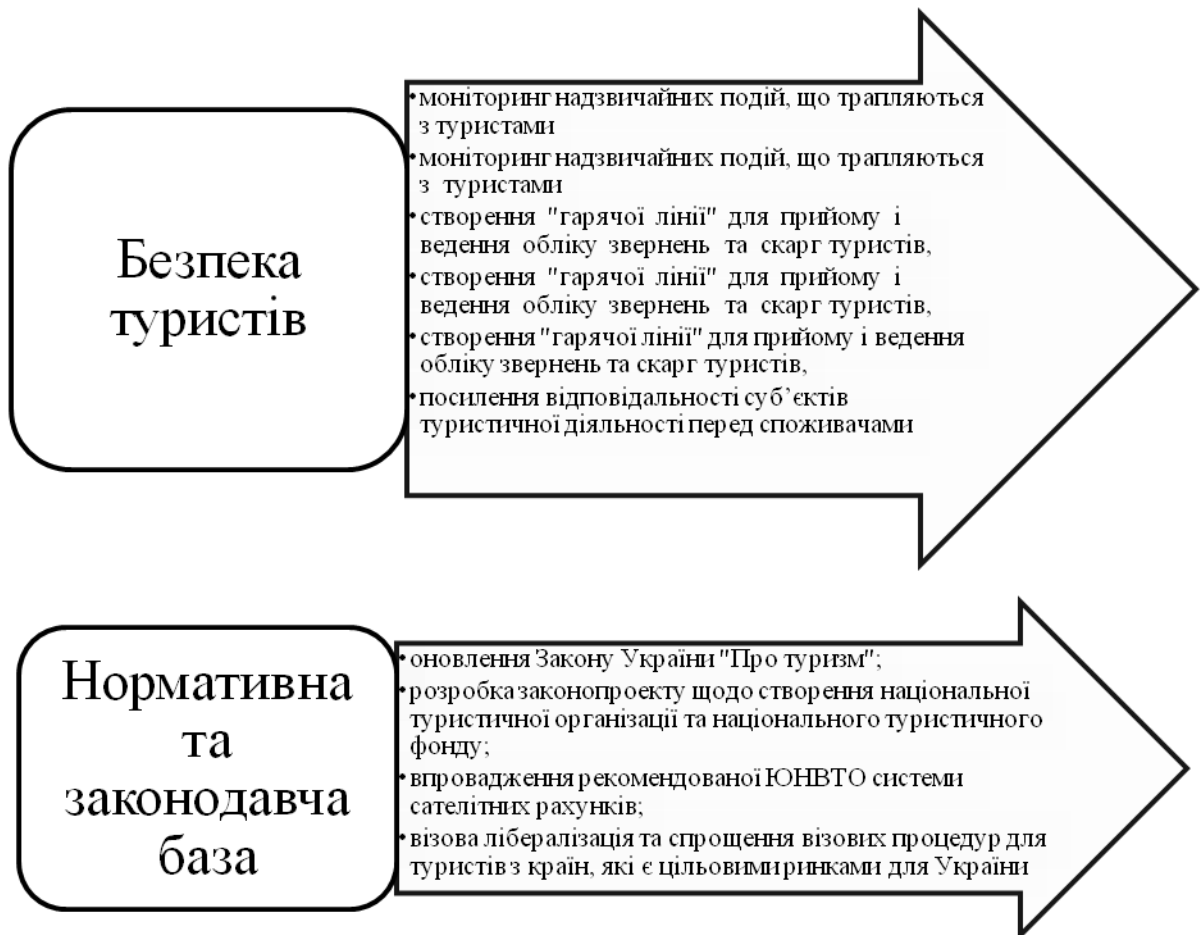 Безпека
туристів
•моніторинг надзвичайних подій, що трапляються
з туристами
•моніторинг надзвичайних подій, що трапляються
з туристами
•створення "гарячої лінії" для прийому і
ведення обліку звернень та скарг туристів,
•створення "гарячої лінії" для прийому і
ведення обліку звернень та скарг туристів,
•створення "гарячої лінії" для прийому і ведення
обліку звернень та скарг туристів,
•посилення відповідальності суб’єктів
туристичної діяльності перед споживачами
Нормативна
та
законодавча
база
•оновлення Закону України "Про туризм";
•розробка законопроекту щодо створення національної
туристичної організації та національного туристичного
фонду;
•впровадження рекомендованої ЮНВТО системи
сателітних рахунків;
•візова лібералізація та спрощення візових процедур для
туристів з країн, які є цільовими ринками для України